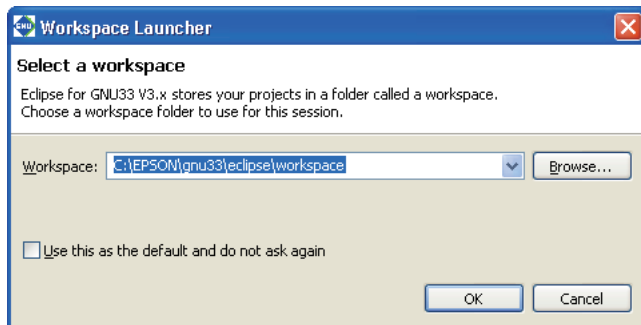 GNU Workspace Launcher
Select a workspace
Eclipse for GNU33 V3.x stores your projects in a folder called a workspace.
Choose a workspace folder to use for this session.
Workspace: C:\EPSON\gnu33\eclipse\workspace Browse...
Use this as the default and do not ask again
OK Cancel